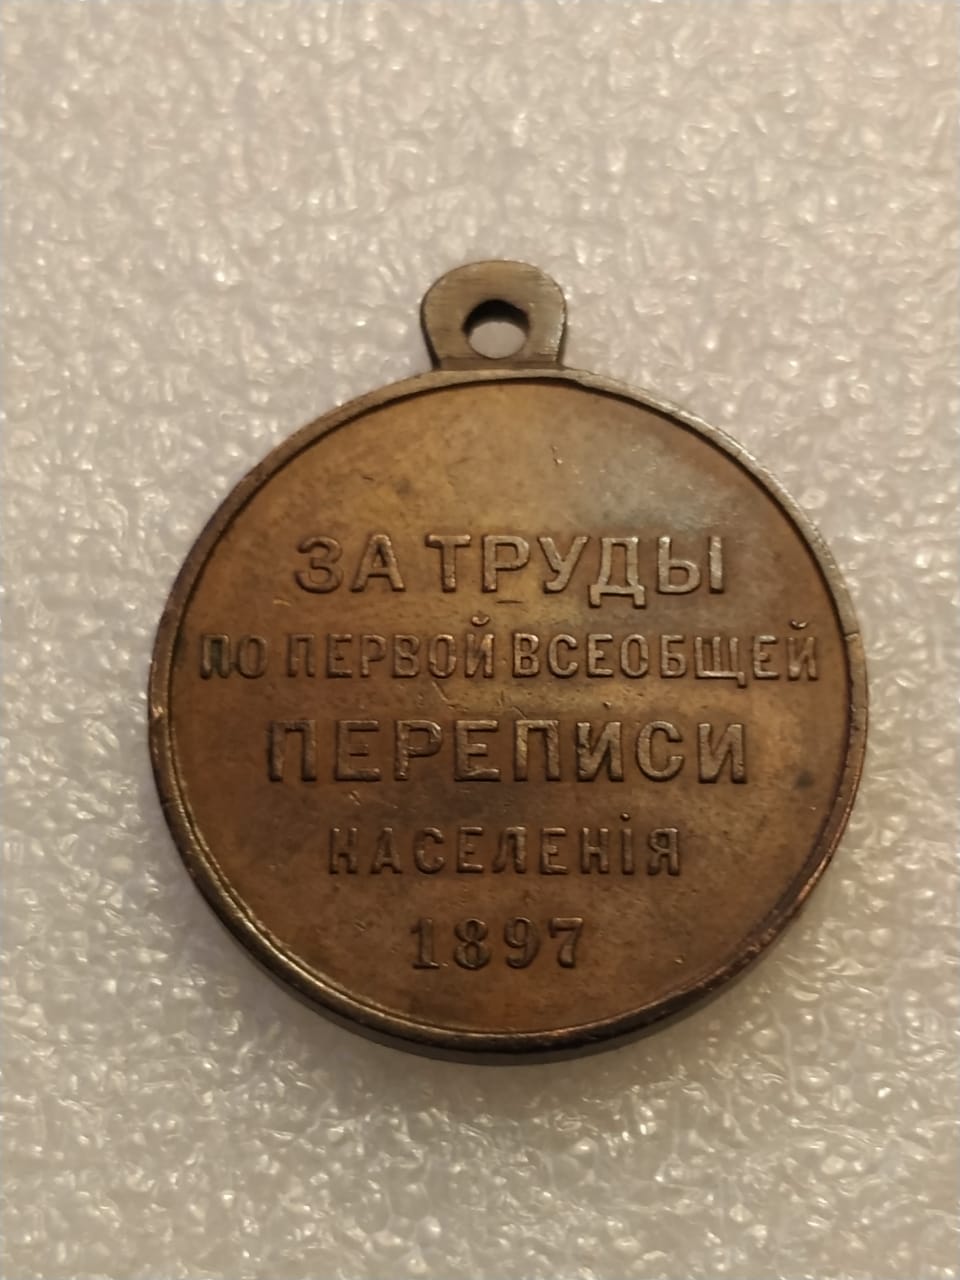 ЗА ТРУДЫ
ПО ПЕРВОЙ ВСЕОБЩЕЙ
ПЕРЕПИСИ
НАСЕЛЕНІЯ
1897